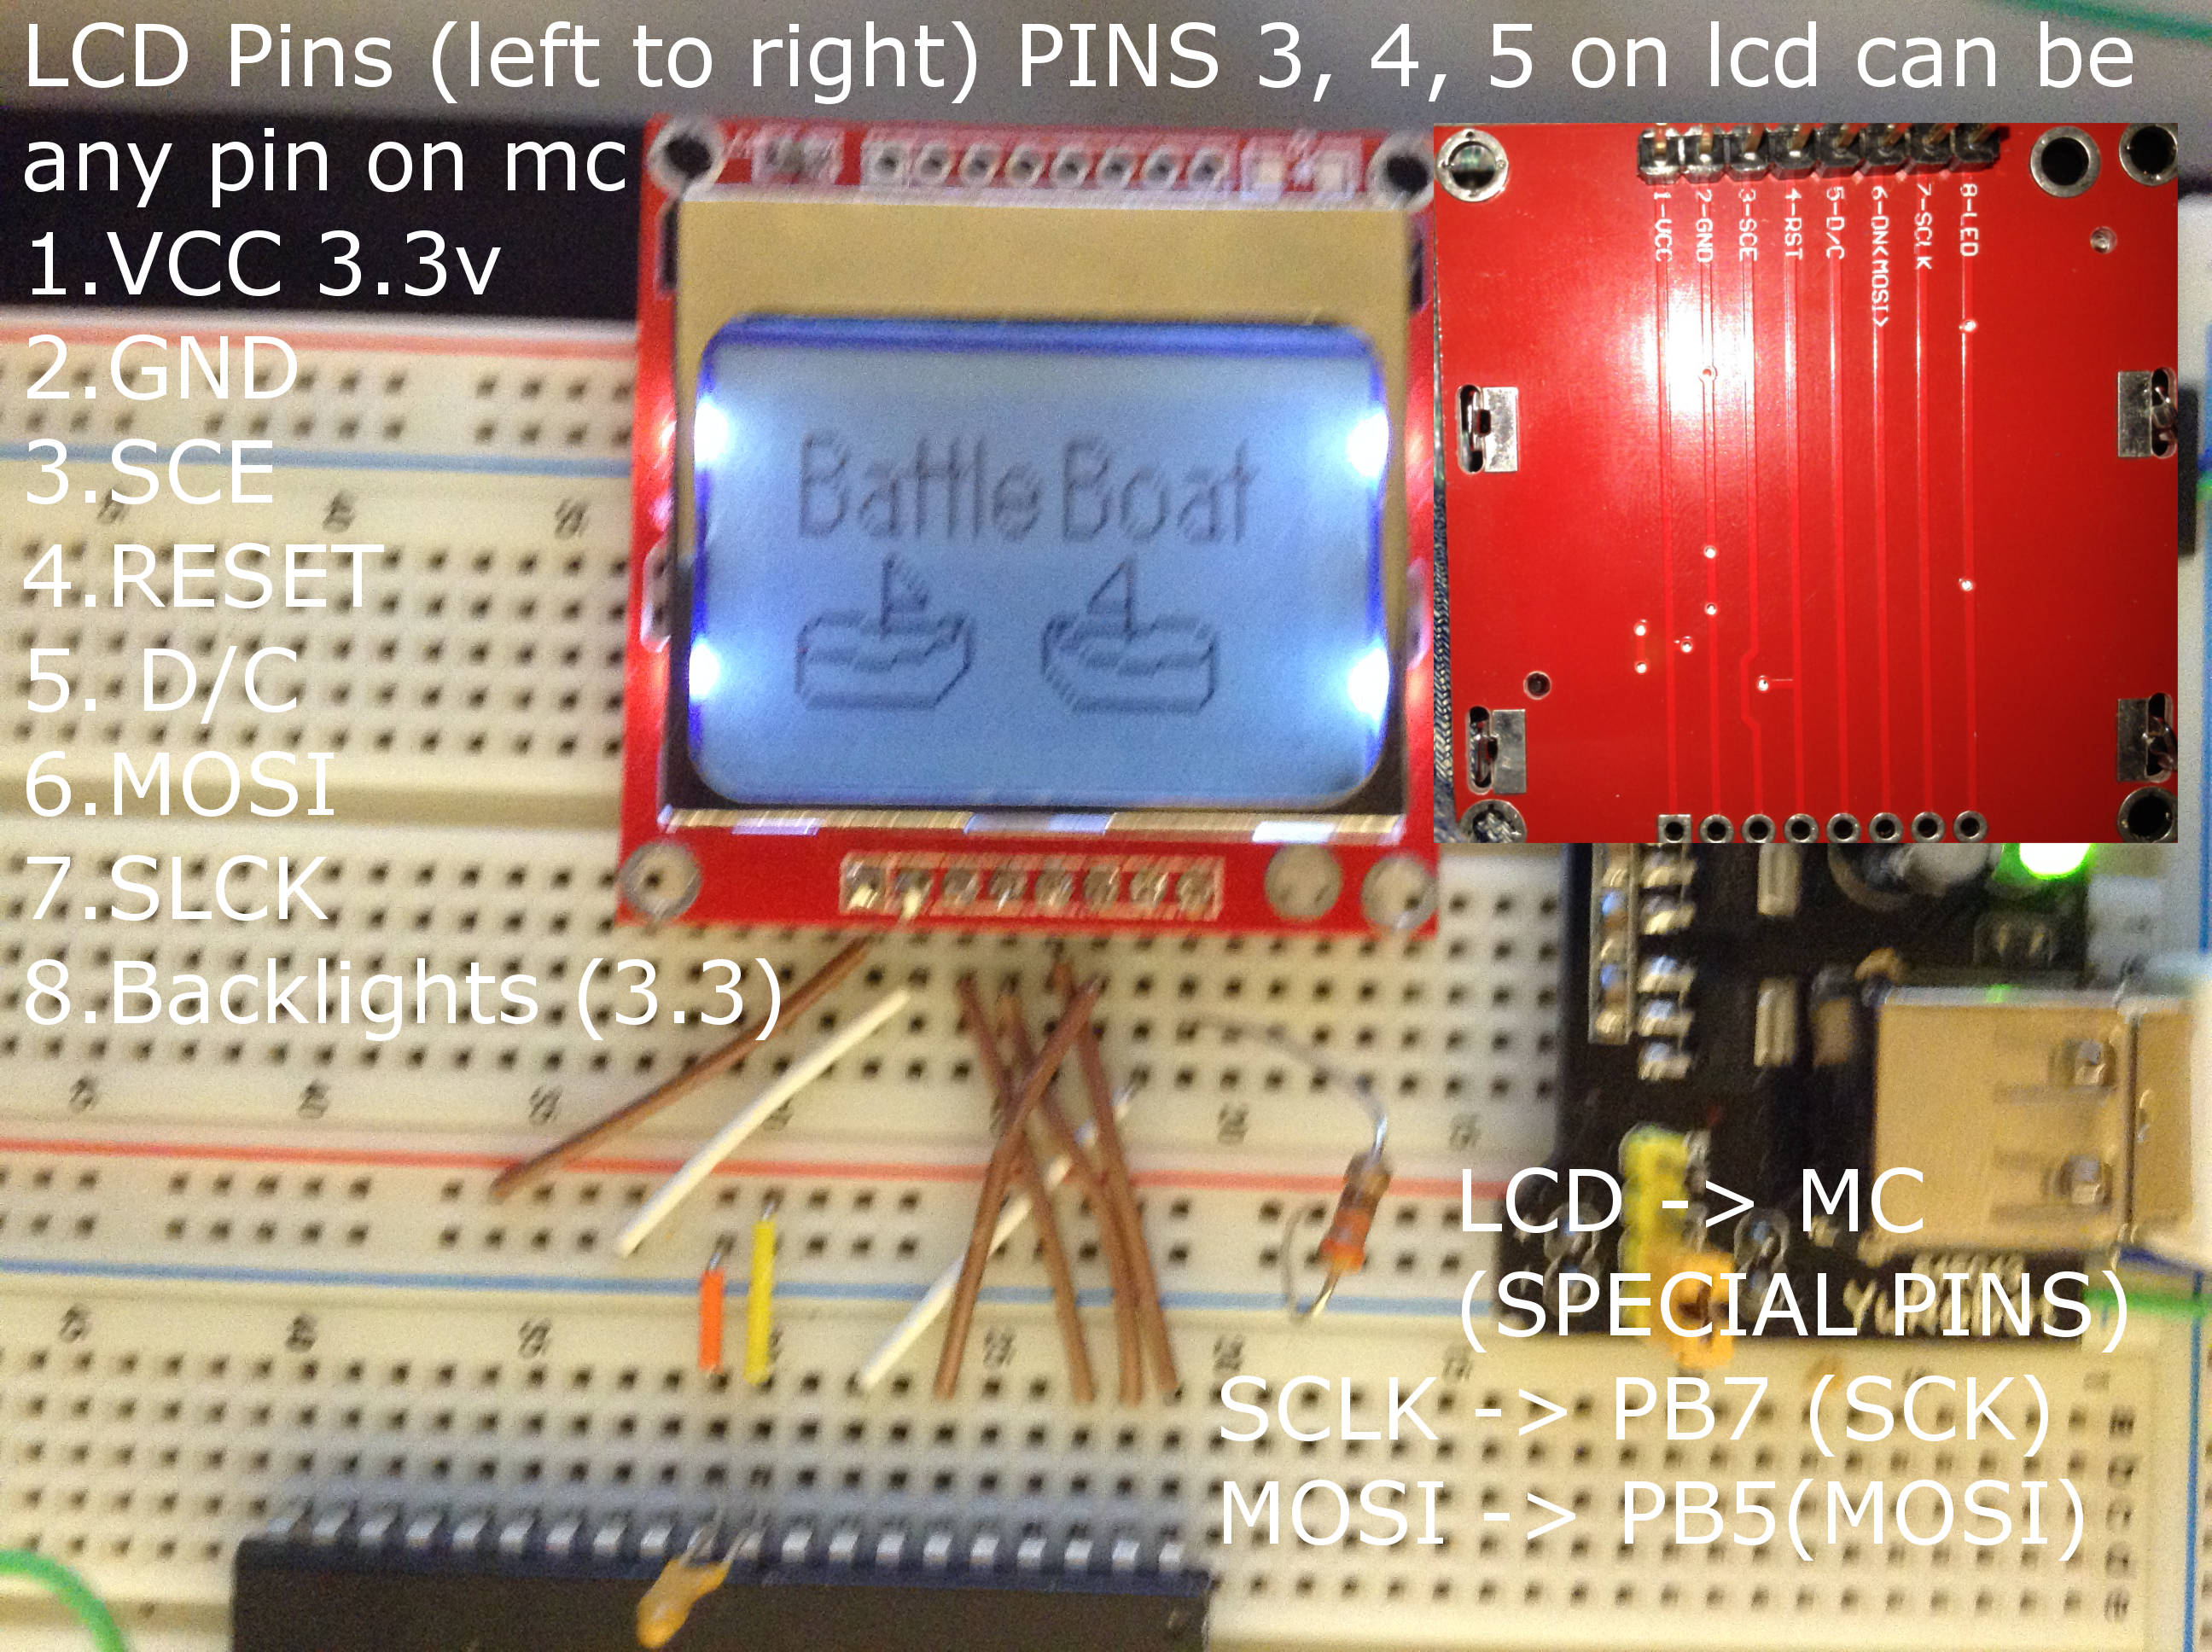 LCD Pins (left to right) PINS 3, 4, 5 on lcd can be
any pin on mc
1.VCC 3.3v
2.GND
3.SCE
4.RESET
5. D/C
6.MOSI
7.SLCK
8.Backlights (3.3)
Battle Boat
1-VCC
2-GND
3-SCE
4-RST
5-D/C
6-DN<MOSI>
7-SCLK
8-LED
LCD -> MC
(SPECIAL PINS)
SCLK -> PB7 (SCK)
MOSI -> PB5(MOSI)